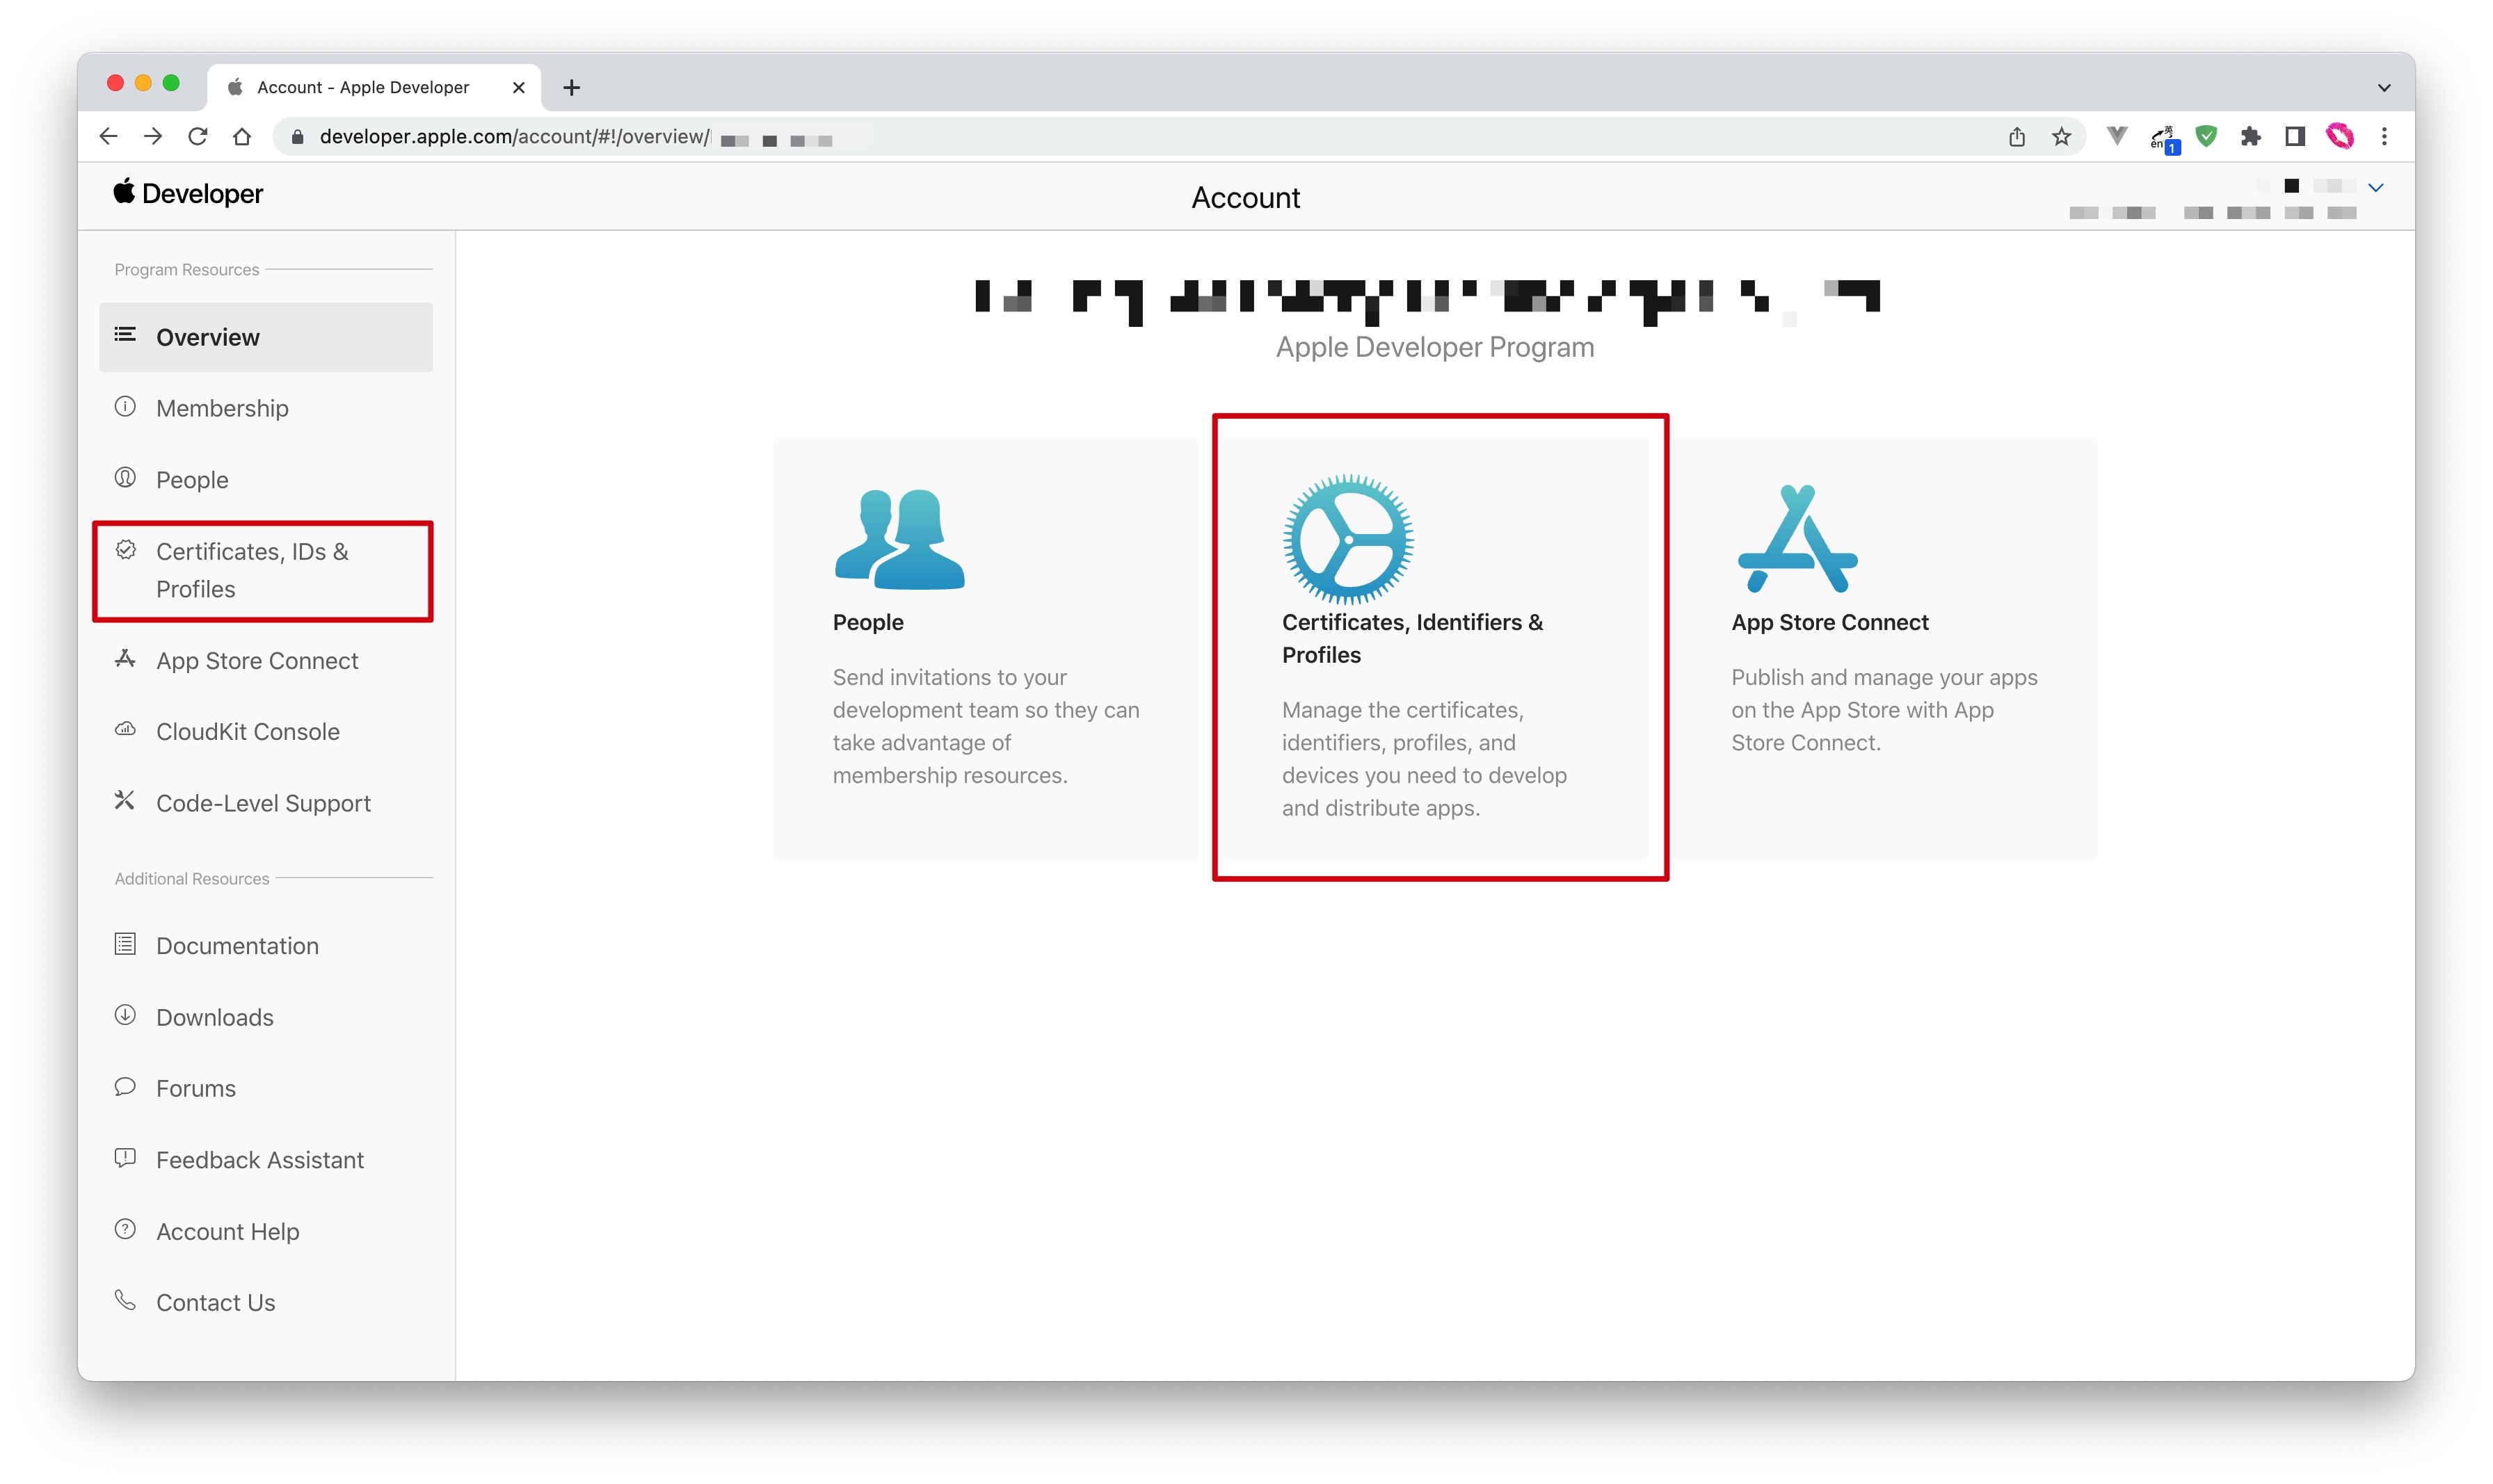 Account - Apple Developer
developer.apple.com/account/#!/overview/
英
en
1
Developer
Account
Program Resources
Overview
Membership
People
Certificates, IDs &
Profiles
App Store Connect
CloudKit Console
Code-Level Support
Additional Resources
Documentation
Downloads
Forums
Feedback Assistant
Account Help
Contact Us
Apple Developer Program
People
Send invitations to your
development team so they can
take advantage of
membership resources.
Certificates, Identifiers &
Profiles
Manage the certificates,
identifiers, profiles, and
devices you need to develop
and distribute apps.
App Store Connect
Publish and manage your apps
on the App Store with App
Store Connect.